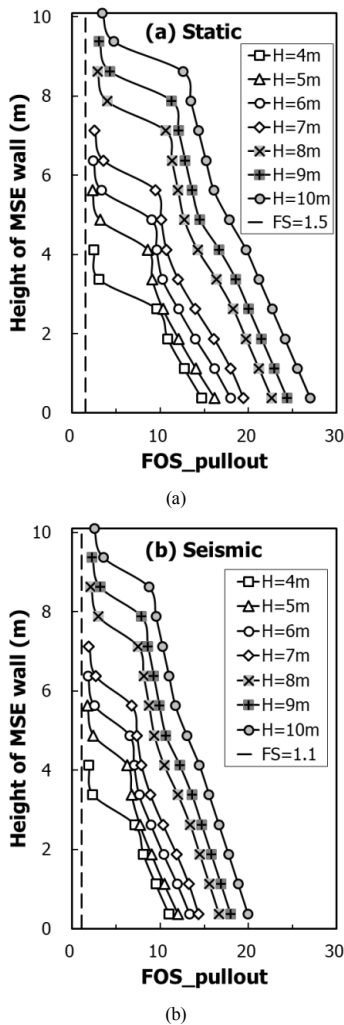 (a) Static
Height of MSE wall (m)
10
8
6
4
2
0
H=4m
H=5m
H=6m
H=7m
H=8m
H=9m
H=10m
FS=1.5
0 10 20 30
FOS_pullout
(a)
(b) Seismic
Height of MSE wall (m)
10
8
6
4
2
0
H=4m
H=5m
H=6m
H=7m
H=8m
H=9m
H=10m
FS=1.1
0 10 20 30
FOS_pullout
(b)